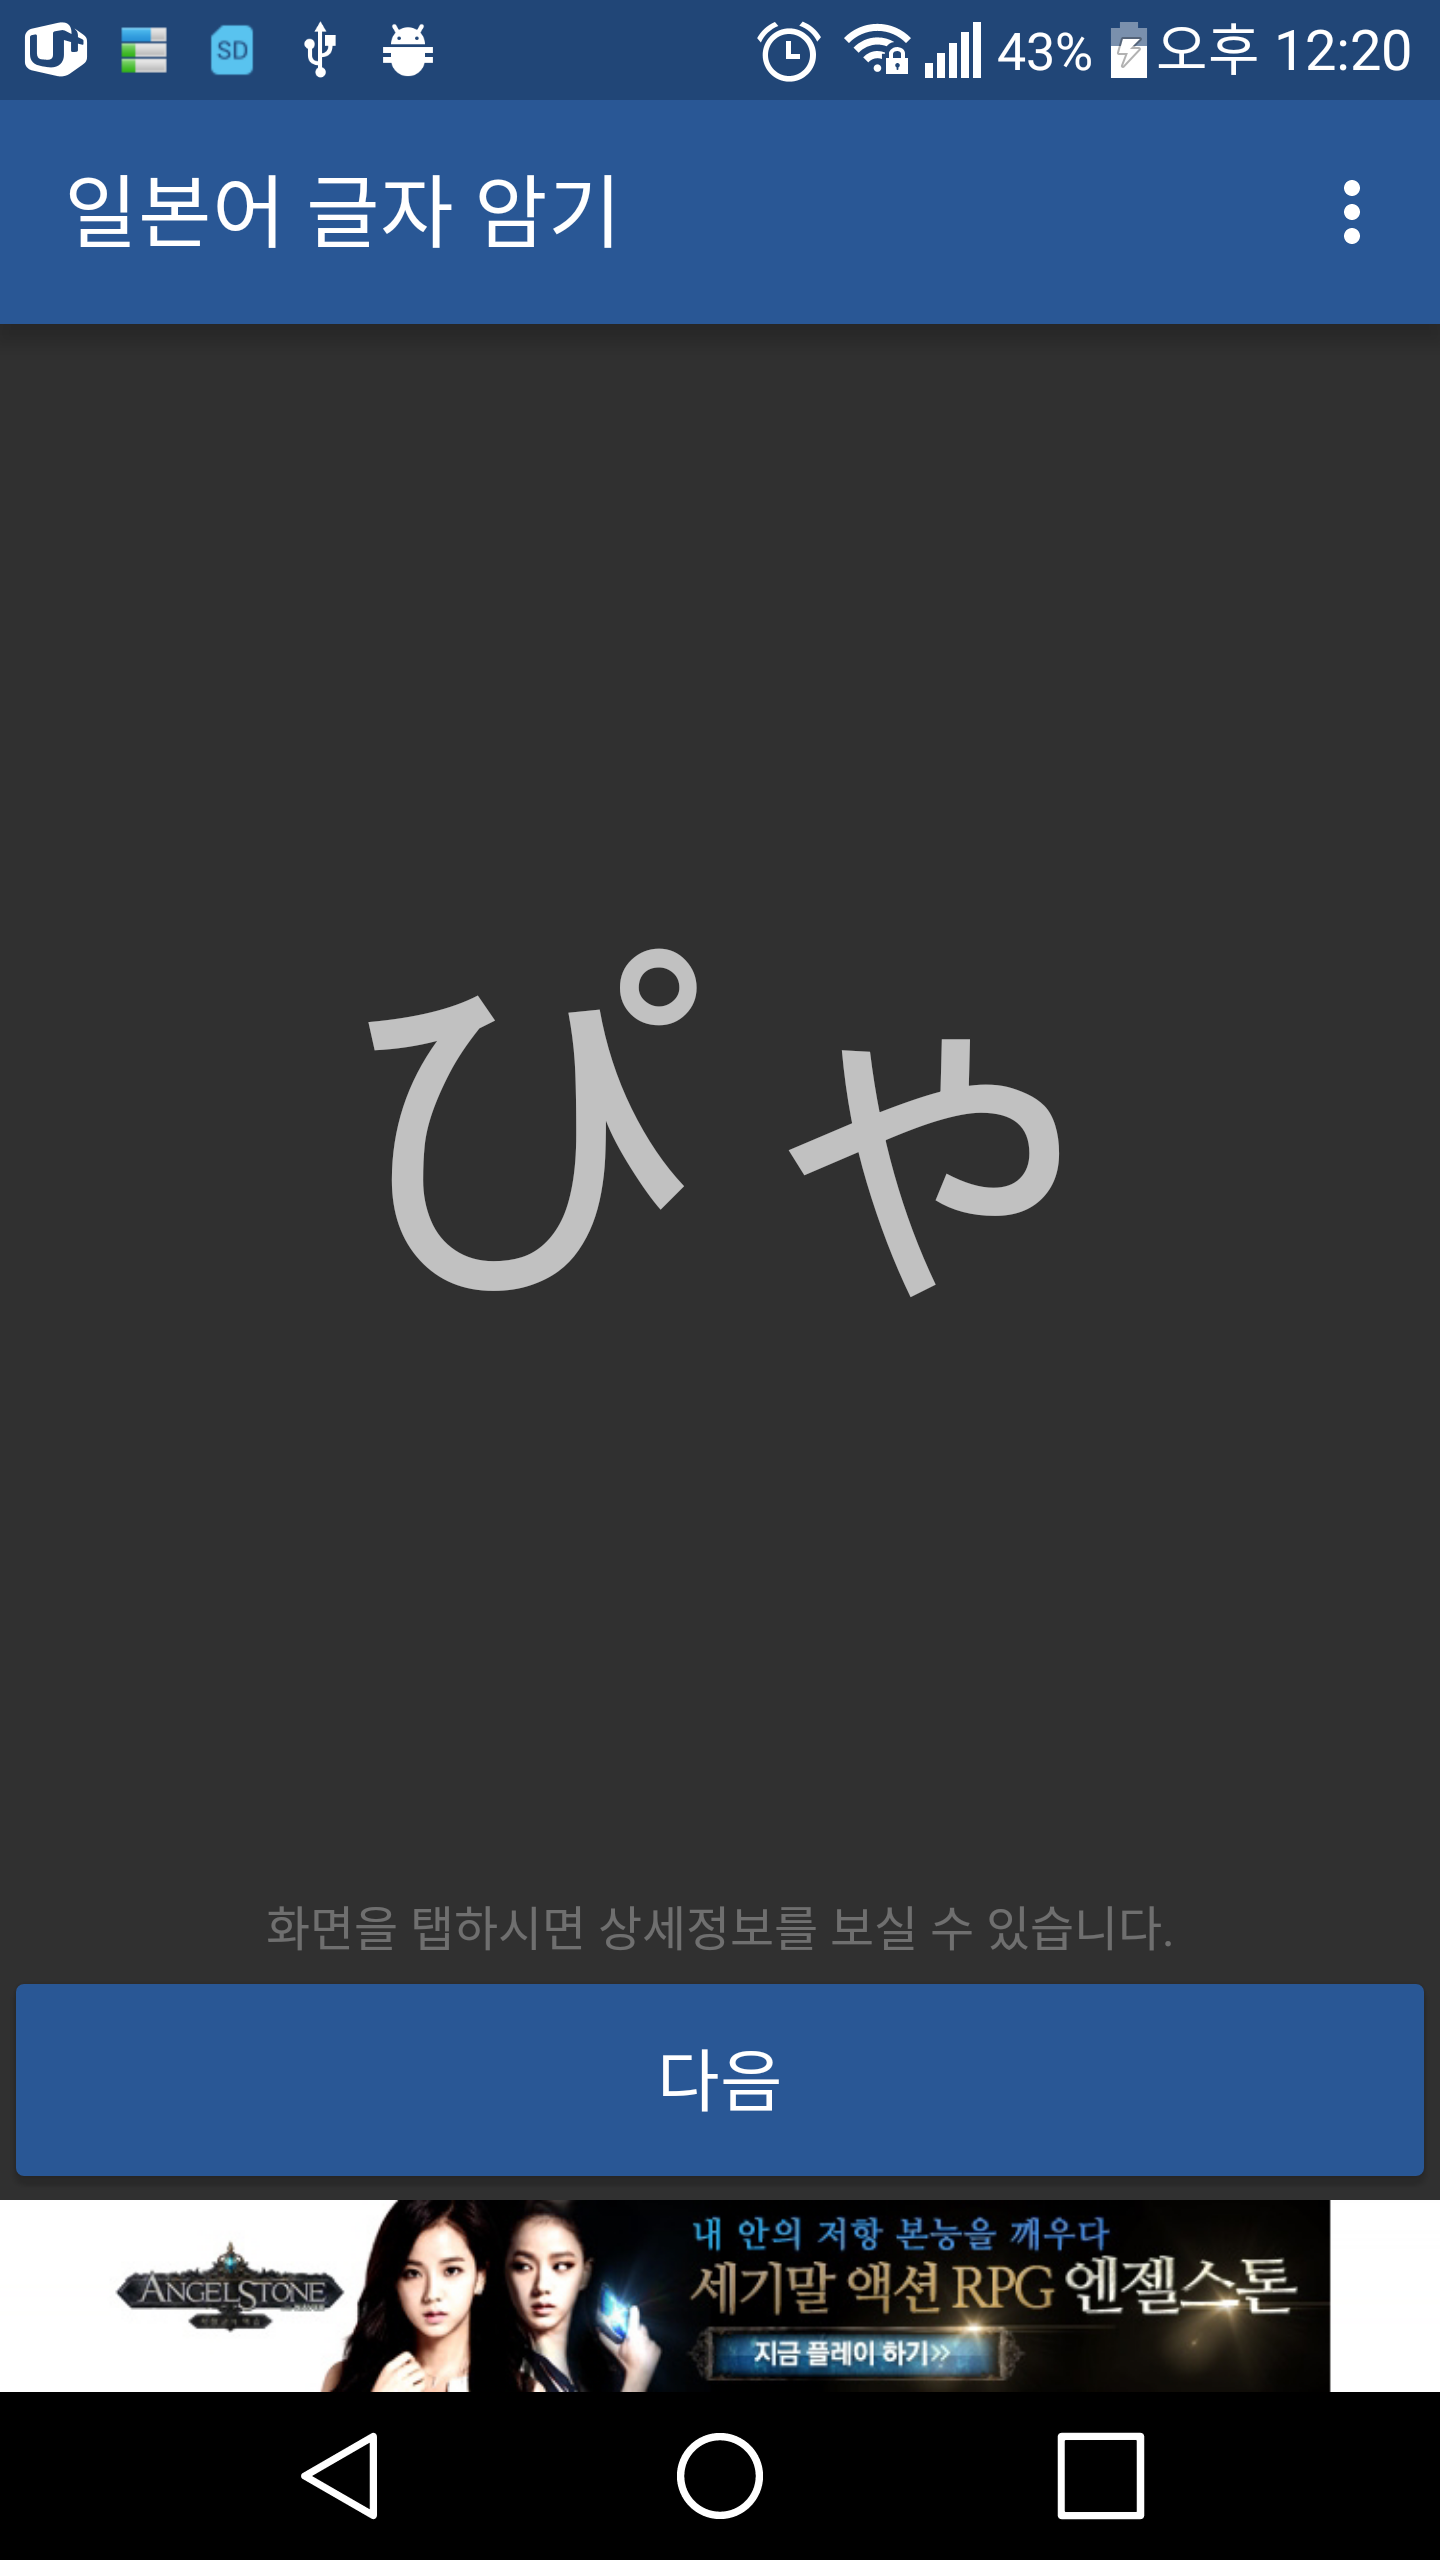 SD
43% 오후 12:20
일본어 글자 암기
ぴゃ
화면을 탭하시면 상세정보를 보실 수 있습니다.
다음
ANGELSTONE
내 안의 저항 본능을 깨우다
세기말 액션 RPG 엔젤스톤
지금 플레이 하기>>